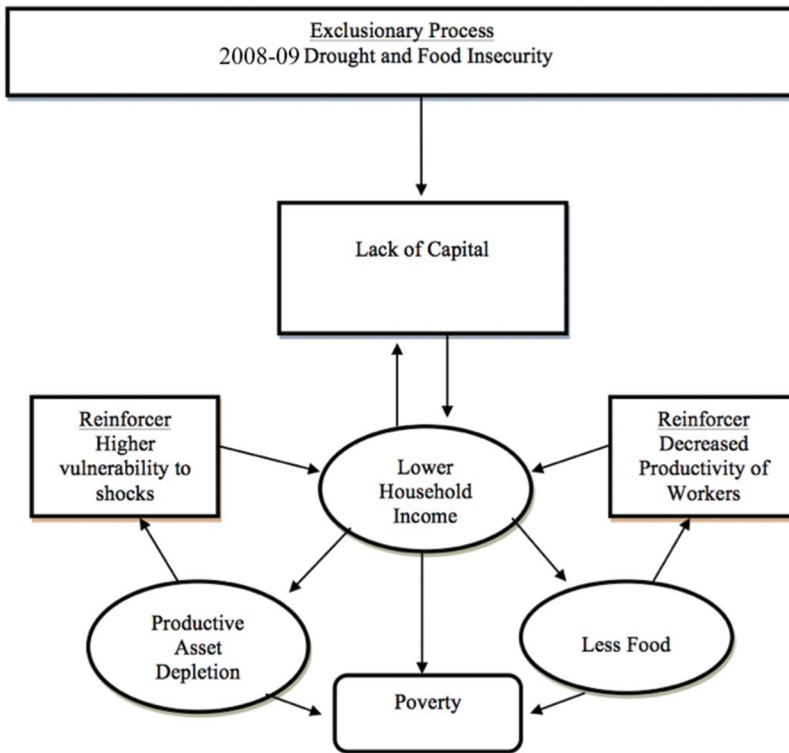 Exclusionary Process
2008-09 Drought and Food Insecurity
Lack of Capital
Reinforcer
Higher
vulnerability to
shocks
Lower
Household
Income
Reinforcer
Decreased
Productivity of
Workers
Productive
Asset
Depletion
Less Food
Poverty